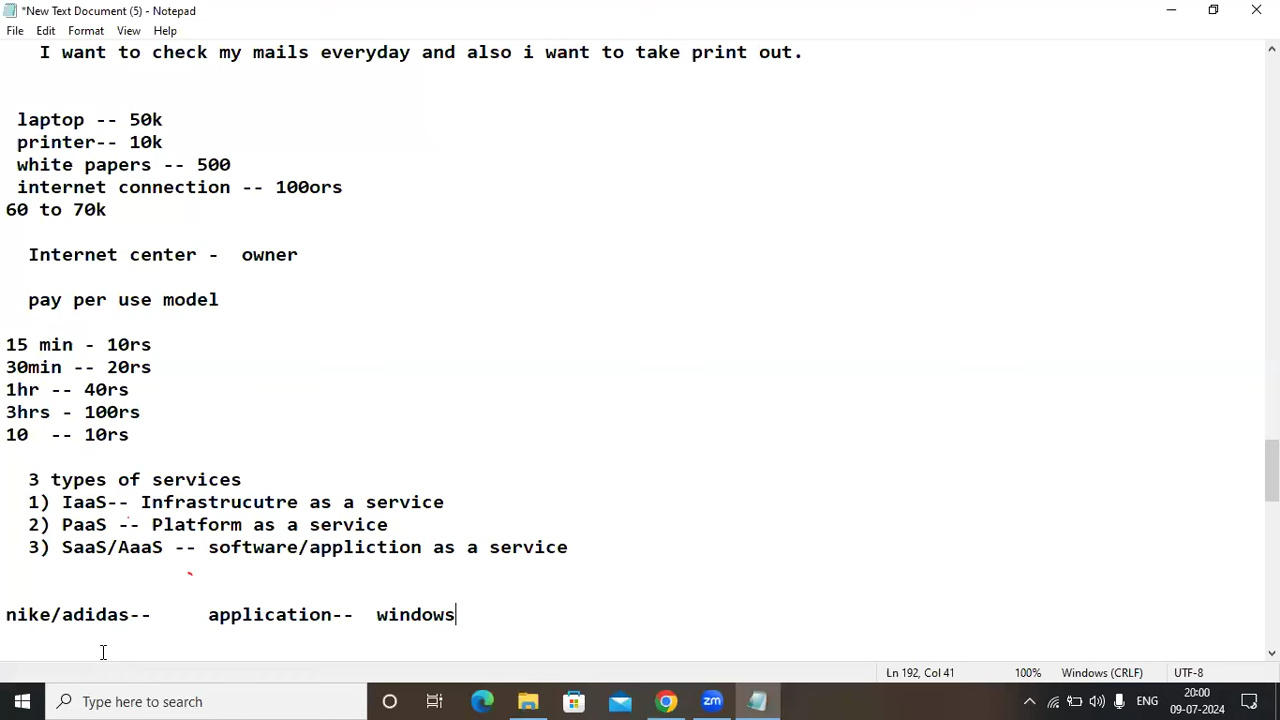 *New Text Document (5) - Notepad
File Edit Format View Help
I want to check my mails everyday and also i want to take print out.
laptop -- 50k
printer-- 10k
white papers -- 500
internet connection -- 100ors
60 to 70k
Internet center - owner
pay per use model
15 min - 10rs
30min -- 20rs
1hr -- 40rs
3hrs - 100rs
10 -- 10rs
3 types of services
1) IaaS-- Infrastrucutre as a service
2) PaaS -- Platform as a service
3) SaaS/AaaS -- software/appliction as a service
nike/adidas-- application-- windows
Ln 192, Col 41 100% Windows (CRLF) UTF-8
Type here to search
zm
ENG
20:00
09-07-2024